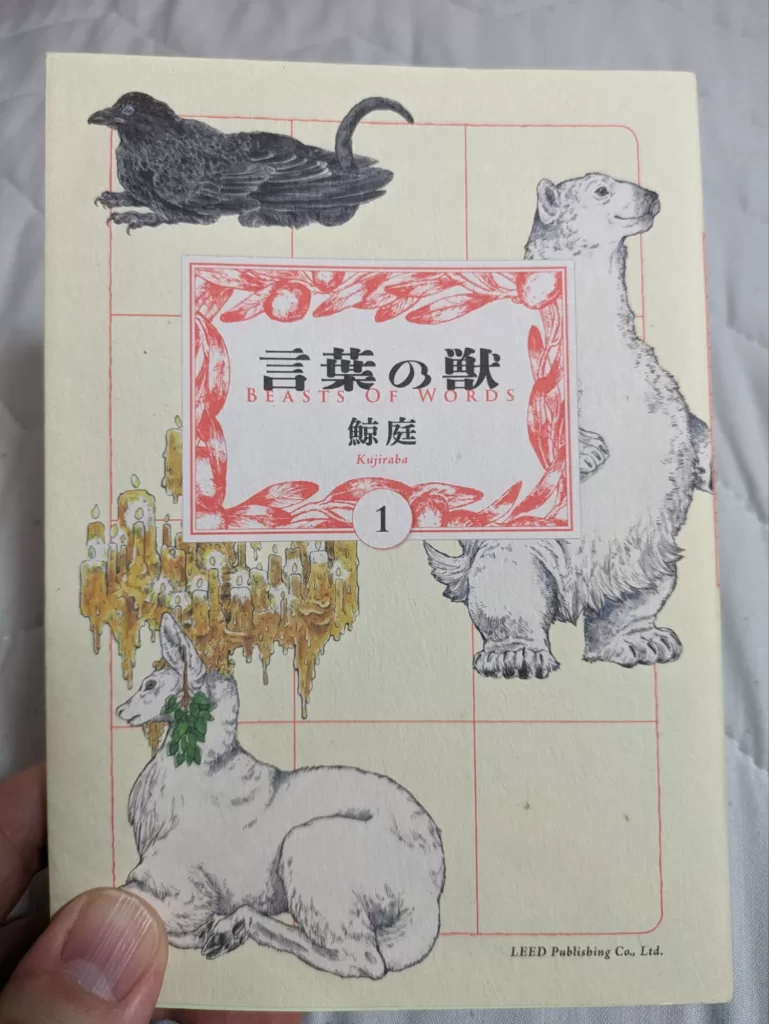 言葉の獣
BEASTS OF WORDS
鯨庭
Kujiraba
1
LEED Publishing Co., Ltd.